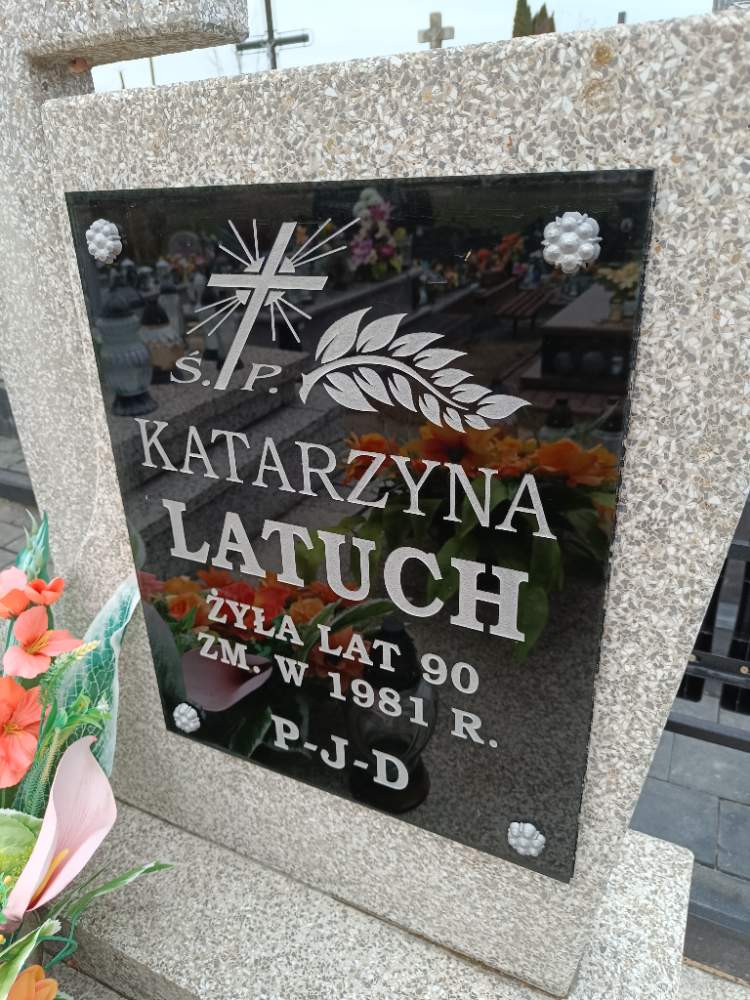 Ś. P.
KATARZYNA
LATUCH
ŻYŁA LAT 90
ZM. W 1981 R.
P-J-D